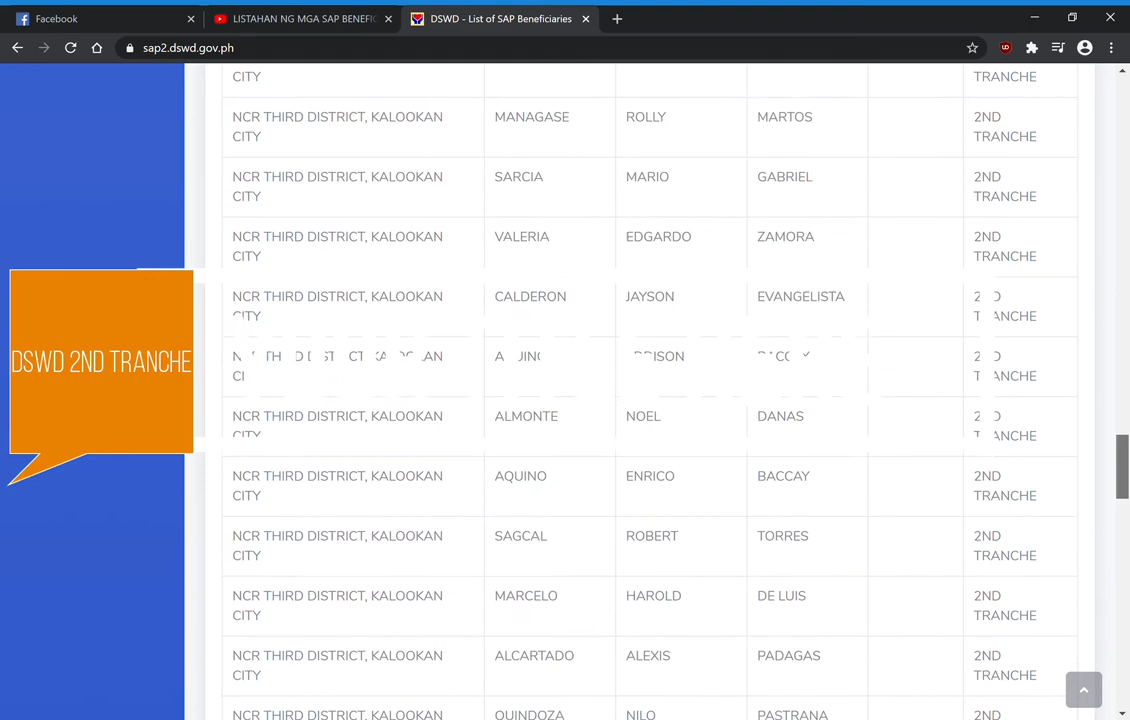 Facebook
LISTAHAN NG MGA SAP BENEFIC
DSWD - List of SAP Beneficiaries
sap2.dswd.gov.ph
CITY TRANCHE
NCR THIRD DISTRICT, KALOOKAN MANAGASE ROLLY MARTOS 2ND
CITY TRANCHE
NCR THIRD DISTRICT, KALOOKAN SARCIA MARIO GABRIEL 2ND
CITY TRANCHE
NCR THIRD DISTRICT, KALOOKAN VALERIA EDGARDO ZAMORA 2ND
CITY TRANCHE
NCR THIRD DISTRICT, KALOOKAN CALDERON JAYSON EVANGELISTA
CITY
DSWD 2ND TRANCHE
NCR THIRD DISTRICT, KALOOKAN ALMONTE NOEL DANAS
CITY
NCR THIRD DISTRICT, KALOOKAN AQUINO ENRICO BACCAY 2ND
CITY TRANCHE
NCR THIRD DISTRICT, KALOOKAN SAGCAL ROBERT TORRES 2ND
CITY TRANCHE
NCR THIRD DISTRICT, KALOOKAN MARCELO HAROLD DE LUIS 2ND
CITY TRANCHE
NCR THIRD DISTRICT, KALOOKAN ALCARTADO ALEXIS PADAGAS 2ND
CITY TRANCHE
NCR THIRD DISTRICT, KALOOKAN QUINDOZA NILO PASTRANA 2ND